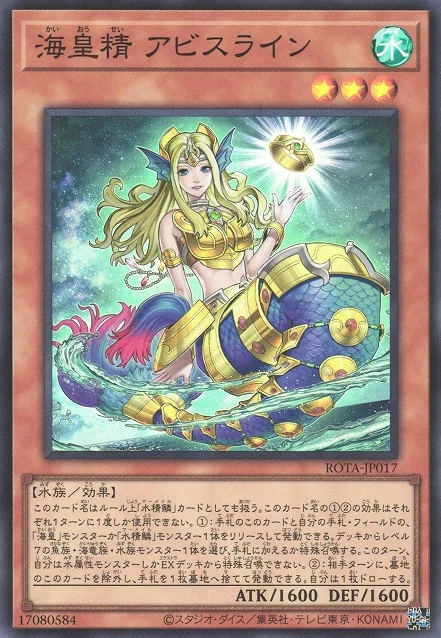 海皇精 アビスライン
水
ROTA-JP017
【水族／効果】
このカード名はルール上「水精鱗」カードとしても扱う。このカード名の①②の効果はそ
れぞれ1ターンに1度しか使用できない。①：手札のこのカードと自分の手札・フィールドの、
「海皇」モンスターか「水精鱗」モンスター1体をリリースして発動できる。デッキからレベル
7の魚族・海竜族・水族モンスター1体を選び、手札に加えるか特殊召喚する。このターン、
自分は水属性モンスターしかEXデッキから特殊召喚できない。②：相手ターンに、墓地
のこのカードを除外し、手札を1枚墓地へ捨てて発動できる。自分は1枚ドローする。
ATK/1600 DEF/1600
17080584 ©スタジオ・ダイス／集英社・テレビ東京・KONAMI